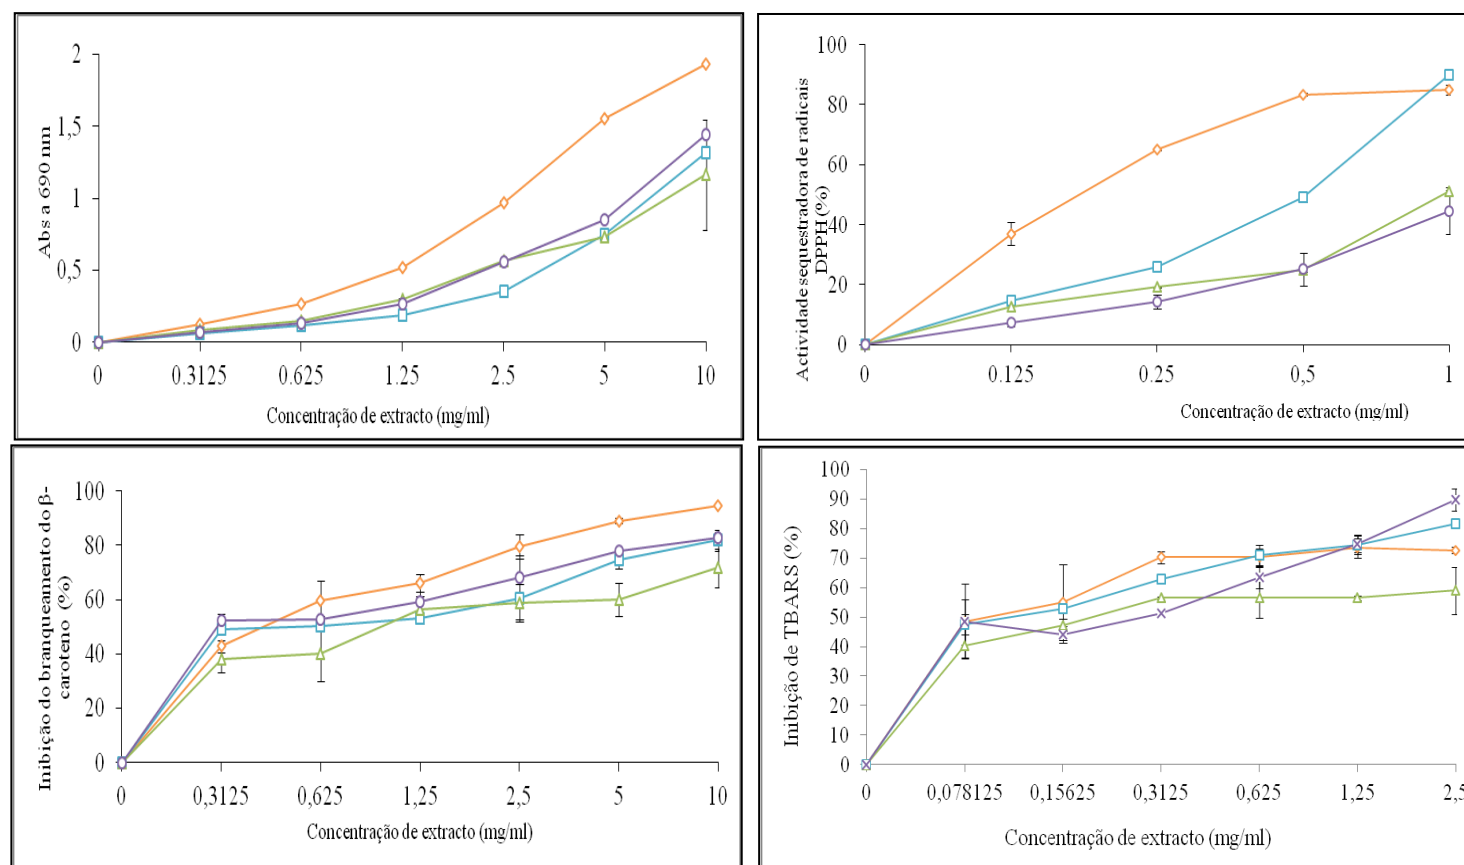 Abs a 690 nm
2
1,5
1
0,5
0
0 0.3125 0.625 1.25 2.5 5 10
Concentração de extracto (mg/ml)
Actividade sequestradora de radicais
DPPH (%)
100
80
60
40
20
0
0 0.125 0.25 0,5 1
Concentração de extracto (mg/ml)
Inibição do branqueamento do β-
caroteno (%)
100
80
60
40
20
0
0 0,3125 0,625 1,25 2,5 5 10
Concentração de extracto (mg/ml)
Inibição de TBARS (%)
100
90
80
70
60
50
40
30
20
10
0
0 0,078125 0,15625 0,3125 0,625 1,25 2,5
Concentração de extracto (mg/ml)